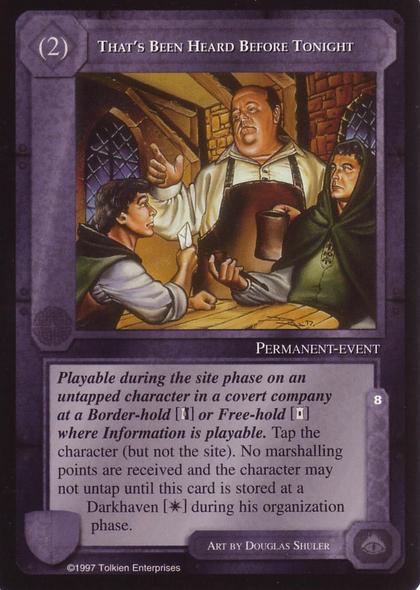 (2)
THAT'S BEEN HEARD BEFORE TONIGHT
PERMANENT-EVENT
Playable during the site phase on an
untapped character in a covert company
at a Border-hold [] or Free-hold []
where Information is playable. Tap the
character (but not the site). No marshalling
points are received and the character may
not untap until this card is stored at a
Darkhaven [✶] during his organization
phase.
8
ART BY DOUGLAS SHULER
©1997 Tolkien Enterprises